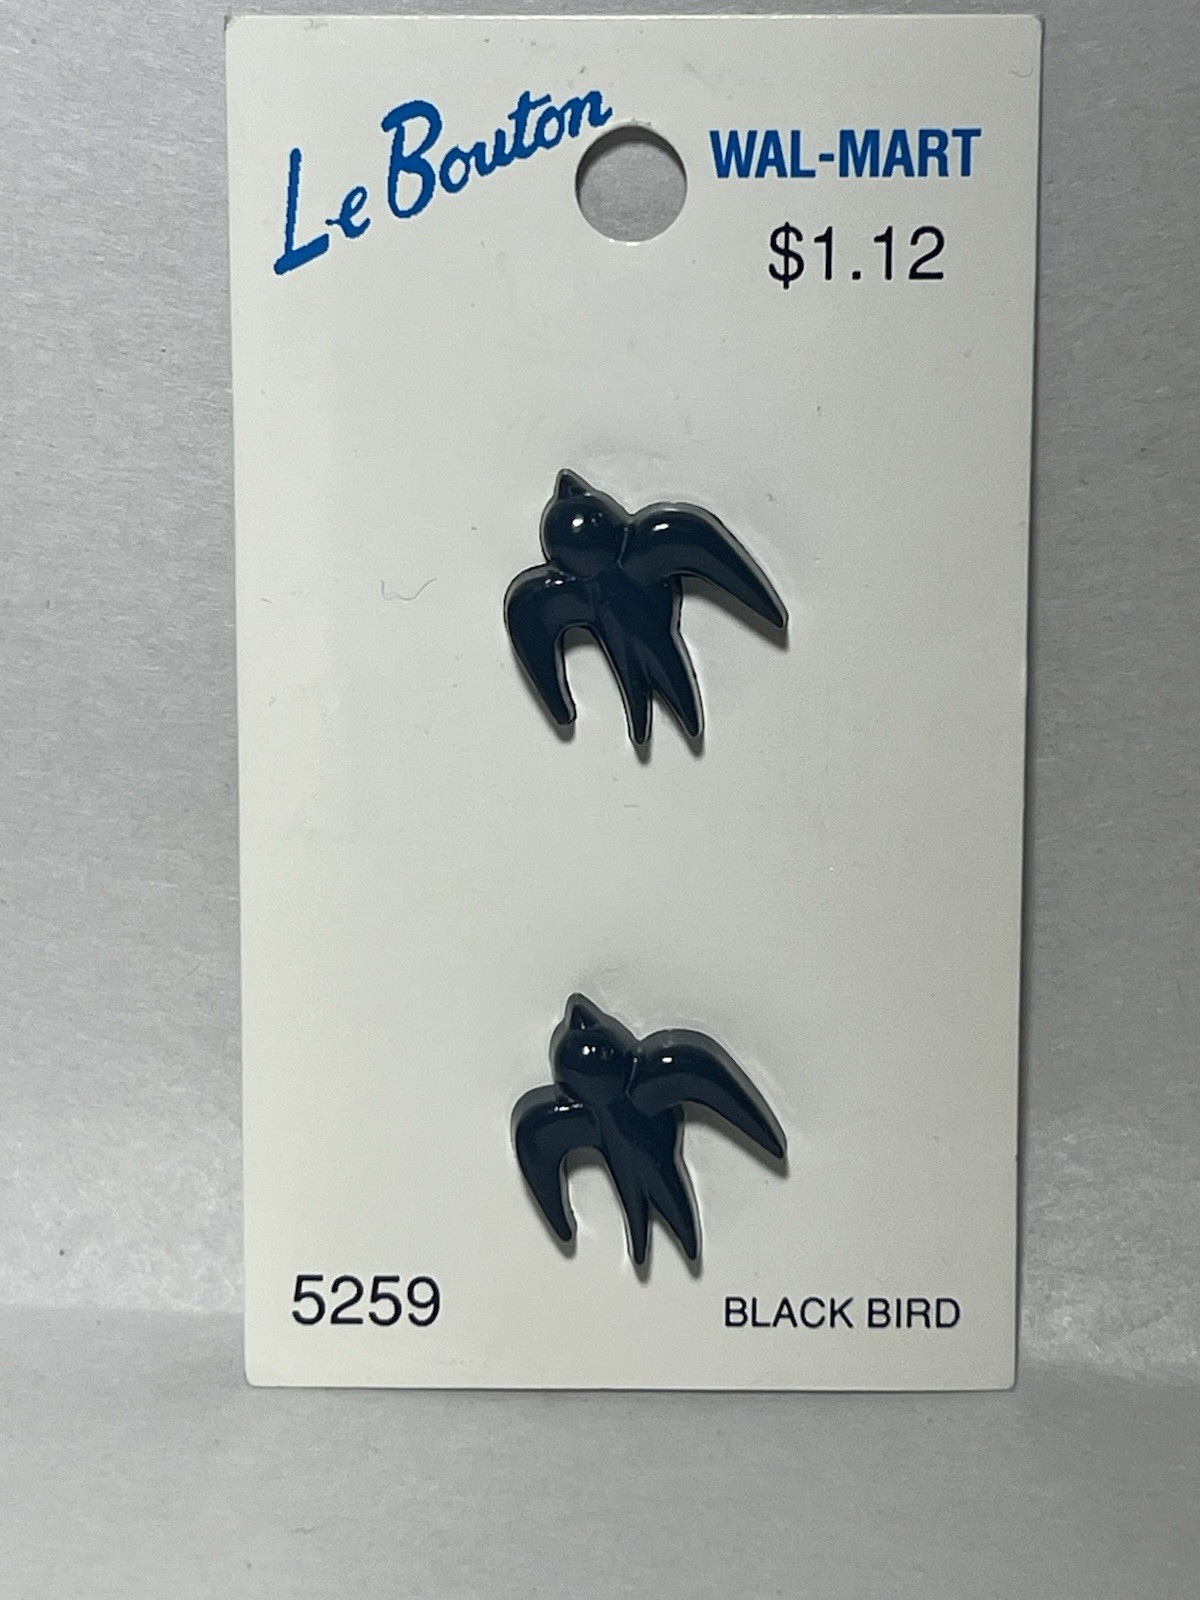 Le Bouton
WAL-MART
$1.12
5259
BLACK BIRD